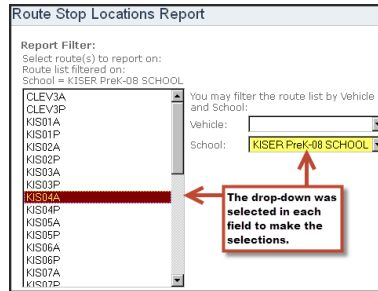 Route Stop Locations Report
Report Filter:
Select route(s) to report on:
Route list filtered on:
School = KISER PreK-08 SCHOOL
CLEV3A
CLEV3P
KIS01A
KIS01P
KIS02A
KIS02P
KIS03A
KIS03P
KIS04A
KIS04P
KIS05A
KIS05P
KIS06A
KIS06P
KIS07A
KIS07P
You may filter the route list by Vehicle
and School:
Vehicle:
School: KISER PreK-08 SCHOOL
The drop-down was
selected in each
field to make the
selections.